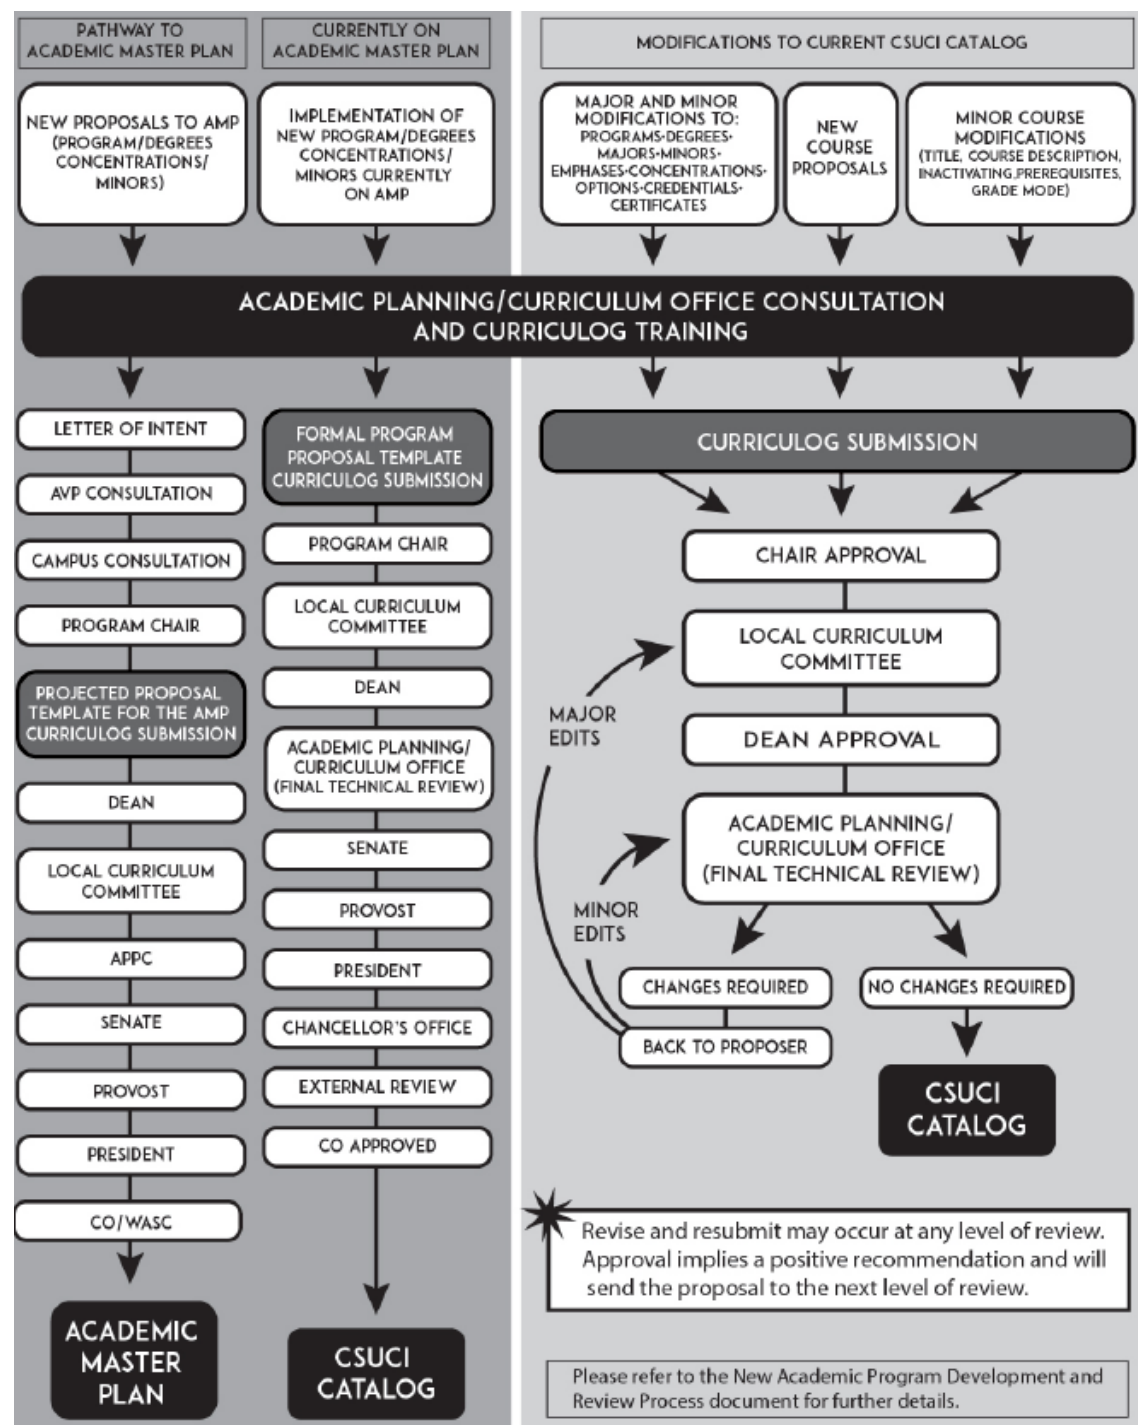 PATHWAY TO
ACADEMIC MASTER PLAN
NEW PROPOSALS TO AMP
(PROGRAM/DEGREES
CONCENTRATIONS/
MINORS)
CURRENTLY ON
ACADEMIC MASTER PLAN
IMPLEMENTATION OF
NEW PROGRAM/DEGREES
CONCENTRATIONS/
MINORS CURRENTLY
ON AMP
MODIFICATIONS TO CURRENT CSUCI CATALOG
MAJOR AND MINOR
MODIFICATIONS TO:
PROGRAMS•DEGREES•
MAJORS•MINORS•
EMPHASES•CONCENTRATIONS•
OPTIONS•CREDENTIALS•
CERTIFICATES
NEW
COURSE
PROPOSALS
MINOR COURSE
MODIFICATIONS
(TITLE, COURSE DESCRIPTION,
INACTIVATING,PREREQUISITES,
GRADE MODE)
ACADEMIC PLANNING/CURRICULUM OFFICE CONSULTATION
AND CURRICULOG TRAINING
LETTER OF INTENT
AVP CONSULTATION
CAMPUS CONSULTATION
PROGRAM CHAIR
PROJECTED PROPOSAL
TEMPLATE FOR THE AMP
CURRICULOG SUBMISSION
DEAN
LOCAL CURRICULUM
COMMITTEE
APPC
SENATE
PROVOST
PRESIDENT
CO/WASC
ACADEMIC
MASTER
PLAN
FORMAL PROGRAM
PROPOSAL TEMPLATE
CURRICULOG SUBMISSION
PROGRAM CHAIR
LOCAL CURRICULUM
COMMITTEE
DEAN
ACADEMIC PLANNING/
CURRICULUM OFFICE
(FINAL TECHNICAL REVIEW)
SENATE
PROVOST
PRESIDENT
CHANCELLOR'S OFFICE
EXTERNAL REVIEW
CO APPROVED
CSUCI
CATALOG
CURRICULOG SUBMISSION
CHAIR APPROVAL
LOCAL CURRICULUM
COMMITTEE
MAJOR
EDITS
DEAN APPROVAL
ACADEMIC PLANNING/
CURRICULUM OFFICE
(FINAL TECHNICAL REVIEW)
MINOR
EDITS
CHANGES REQUIRED
NO CHANGES REQUIRED
BACK TO PROPOSER
CSUCI
CATALOG
Revise and resubmit may occur at any level of review.
Approval implies a positive recommendation and will
send the proposal to the next level of review.
Please refer to the New Academic Program Development and
Review Process document for further details.